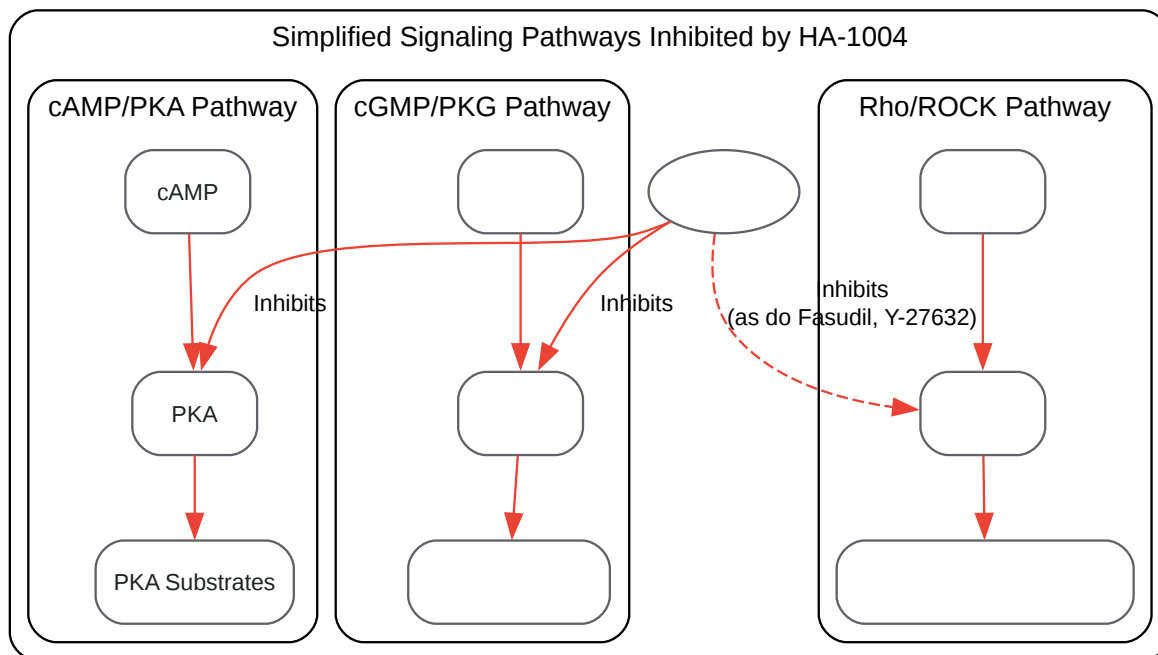 Simplified Signaling Pathways Inhibited by HA-1004
cAMP/PKA Pathway
cGMP/PKG Pathway
Rho/ROCK Pathway
cAMP
Inhibits
Inhibits
Inhibits
(as do Fasudil, Y-27632)
PKA
PKA Substrates